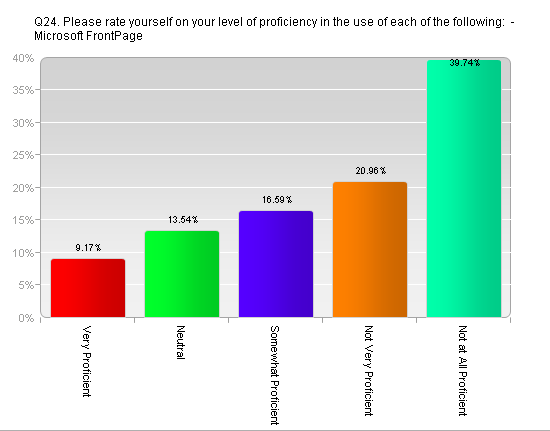 Q24. Please rate yourself on your level of proficiency in the use of each of the following:  -
Microsoft FrontPage
40%
35%
30%
25%
20%
15%
10%
5%
0%
9.17%
13.54%
16.59%
20.96%
39.74%
Very Proficient
Neutral
Somewhat Proficient
Not Very Proficient
Not at All Proficient